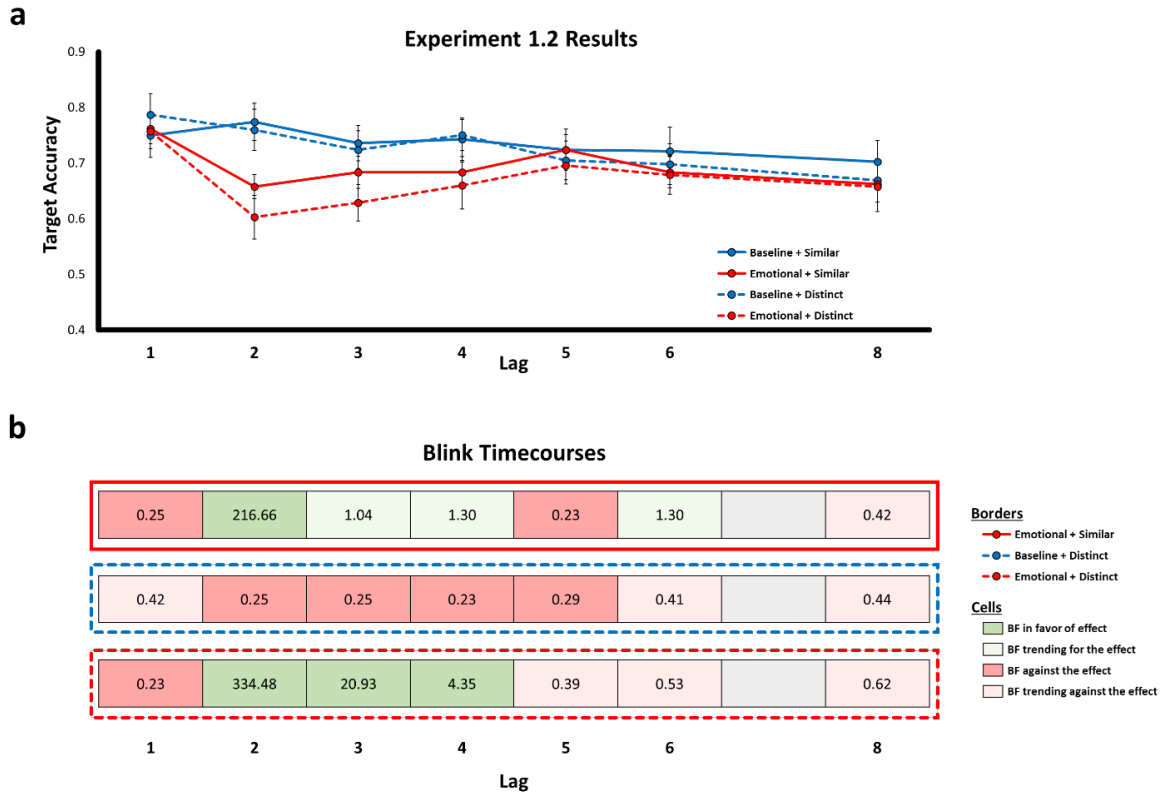 a
Experiment 1.2 Results
0.9
0.8
0.7
0.6
0.5
0.4
Target Accuracy
Baseline + Similar
Emotional + Similar
Baseline + Distinct
Emotional + Distinct
1 2 3 4 5 6 8
Lag
b
Blink Timecourses
0.25 216.66 1.04 1.30 0.23 1.30 0.42
0.42 0.25 0.25 0.23 0.29 0.41 0.44
0.23 334.48 20.93 4.35 0.39 0.53 0.62
1 2 3 4 5 6 8
Lag
Borders
Emotional + Similar
Baseline + Distinct
Emotional + Distinct
Cells
BF in favor of effect
BF trending for the effect
BF against the effect
BF trending against the effect